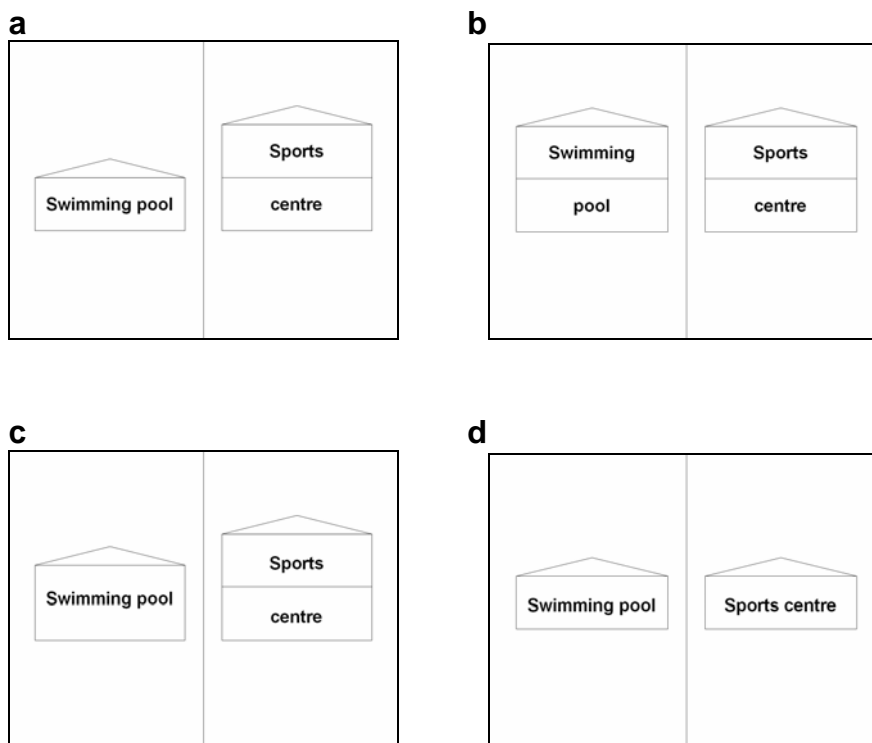 a
b
Sports
Swimming pool
centre
Swimming
Sports
pool
centre
c
d
Sports
Swimming pool
centre
Swimming pool
Sports centre